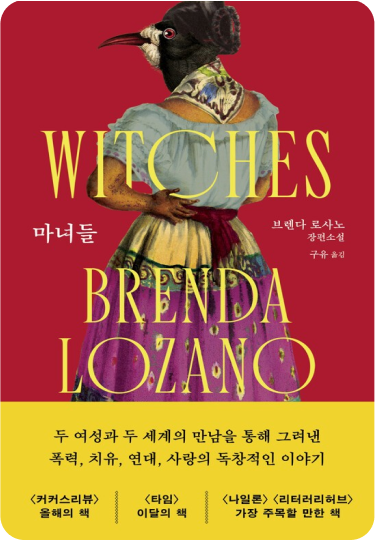 WITCHES
마녀들
브렌다 로사노
장편소설
구유 옮김
BRENDA
LOZANO
두 여성과 두 세계의 만남을 통해 그려낸
폭력, 치유, 연대, 사랑의 독창적인 이야기
〈커커스리뷰〉
올해의 책
〈타임〉
이달의 책
〈나일론〉 〈리터러리허브〉
가장 주목할 만한 책